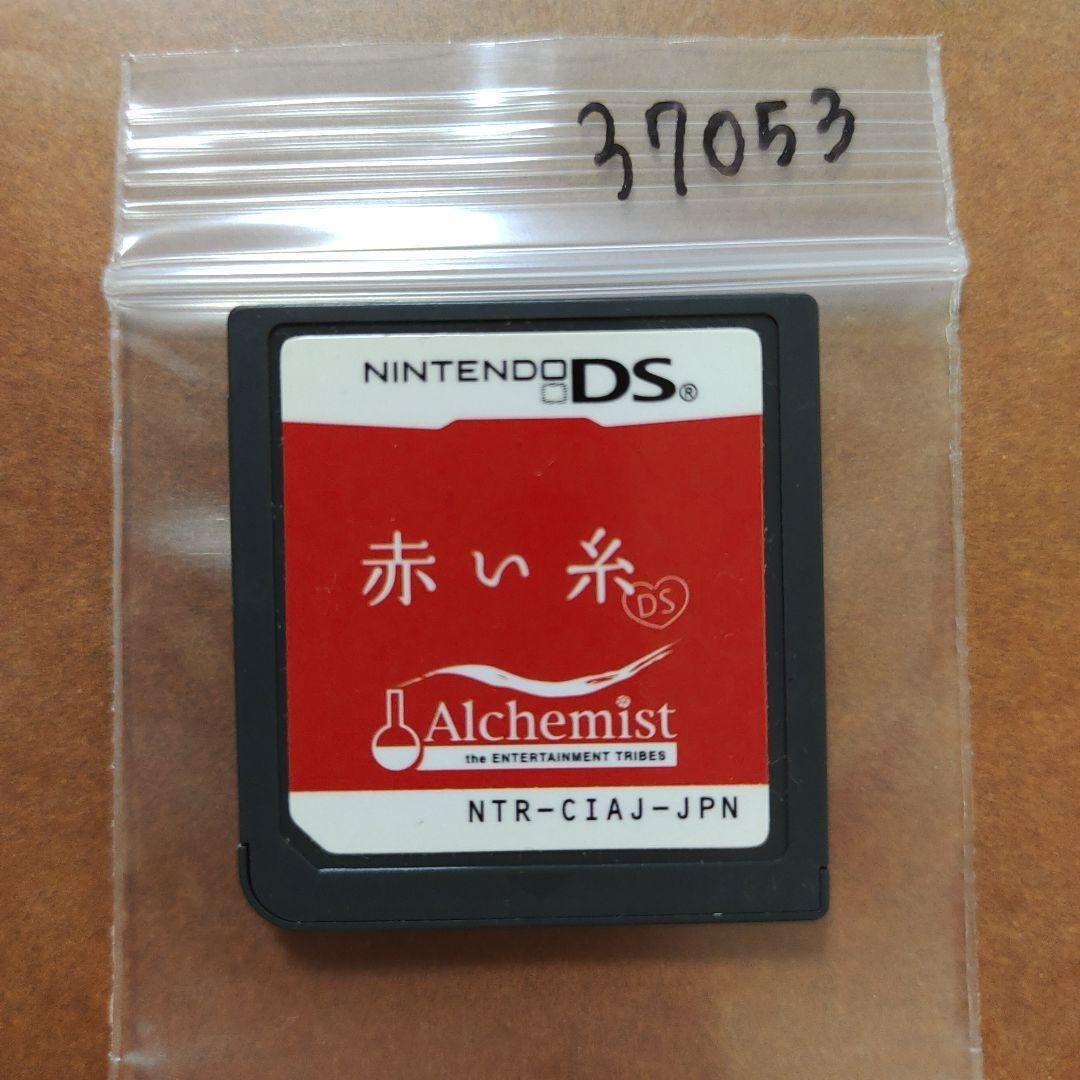 37053
NINTENDO DS®
赤い糸
DS
Alchemist
the ENTERTAINMENT TRIBES
NTR-CIAJ-JPN